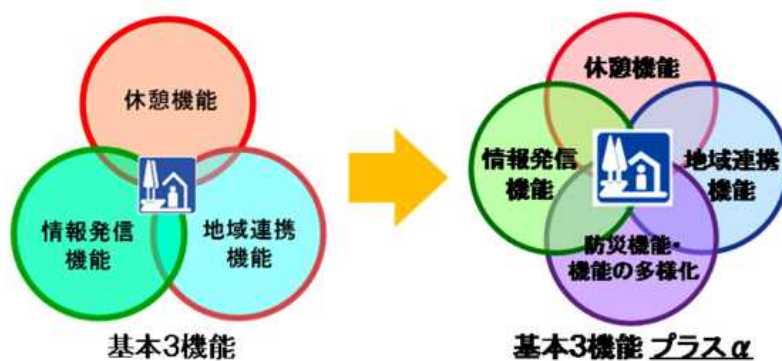 休憩機能
情報発信
機能
地域連携
機能
基本3機能
休憩機能
情報発信
機能
地域連携
機能
防災機能・
機能の多様化
基本3機能 プラスα